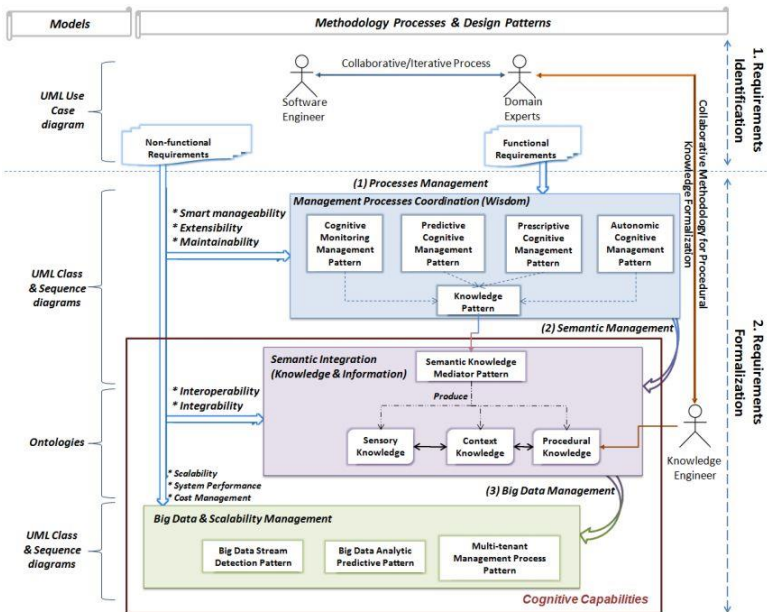 Models
Methodology Processes & Design Patterns
1. Requirements
Identification
UML Use
Case
diagram
Collaborative/Iterative Process
Software
Engineer
Domain
Experts
Non-functional
Requirements
Functional
Requirements
Collaborative Methodology for Procedural
Knowledge Formalization
(1) Processes Management
* Smart manageability
* Extensibility
* Maintainability
Management Processes Coordination (Wisdom)
Cognitive
Monitoring
Management
Pattern
Predictive
Cognitive
Management
Pattern
Prescriptive
Cognitive
Management
Pattern
Autonomic
Cognitive
Management
Pattern
Knowledge
Pattern
UML Class
& Sequence
diagrams
(2) Semantic Management
2. Requirements
Formalization
Semantic Integration
(Knowledge & Information)
Semantic Knowledge
Mediator Pattern
* Interoperability
* Integrability
Produce
Sensory
Knowledge
Context
Knowledge
Procedural
Knowledge
Ontologies
Knowledge
Engineer
* Scalability
* System Performance
* Cost Management
(3) Big Data Management
UML Class
& Sequence
diagrams
Big Data & Scalability Management
Big Data Stream
Detection Pattern
Big Data Analytic
Predictive Pattern
Multi-tenant
Management Process
Pattern
Cognitive Capabilities